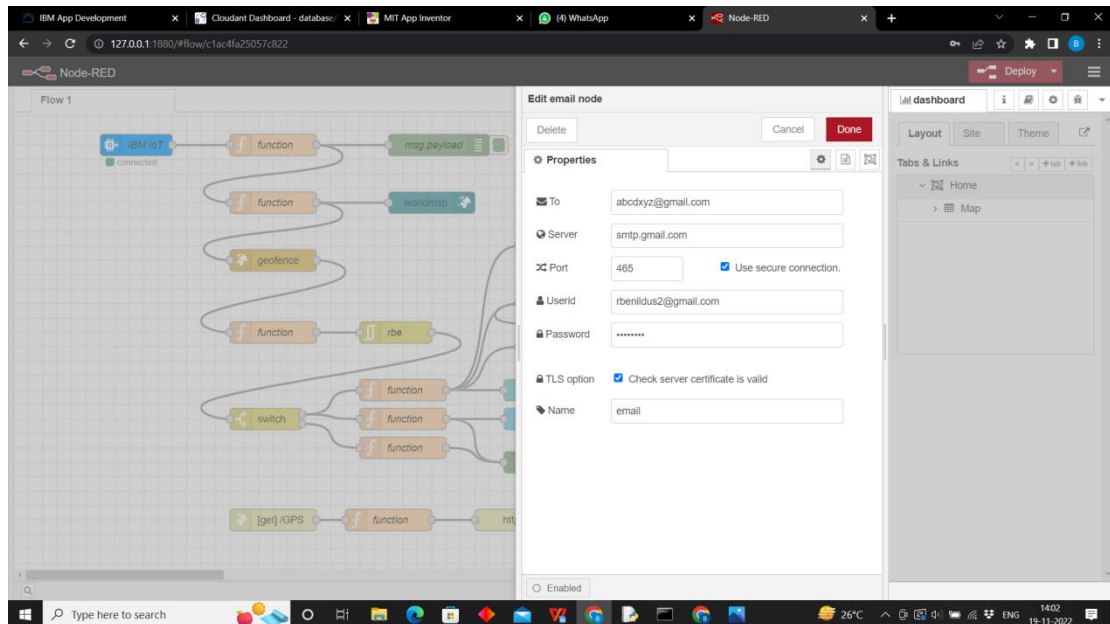 IBM App Development
Cloudant Dashboard - database/
MIT App Inventor
(4) WhatsApp
Node-RED
127.0.0.1:1880/#flow/c1ac4fa25057c822
B
Node-RED
Deploy
Flow 1
IBM IoT
connected
function
msg.payload
function
worldmap
geofence
function
rbe
function
switch
function
function
[get] /GPS
function
htt
Edit email node
Delete
Cancel
Done
Properties
To
abcdxyz@gmail.com
Server
smtp.gmail.com
Port
465
Use secure connection.
Userid
rbenildus2@gmail.com
Password
••••••••
TLS option
Check server certificate is valid
Name
email
Enabled
dashboard
i
Layout
Site
Theme
Tabs & Links
+tab
+link
Home
Map
Type here to search
26°C
ENG
14:02
19-11-2022